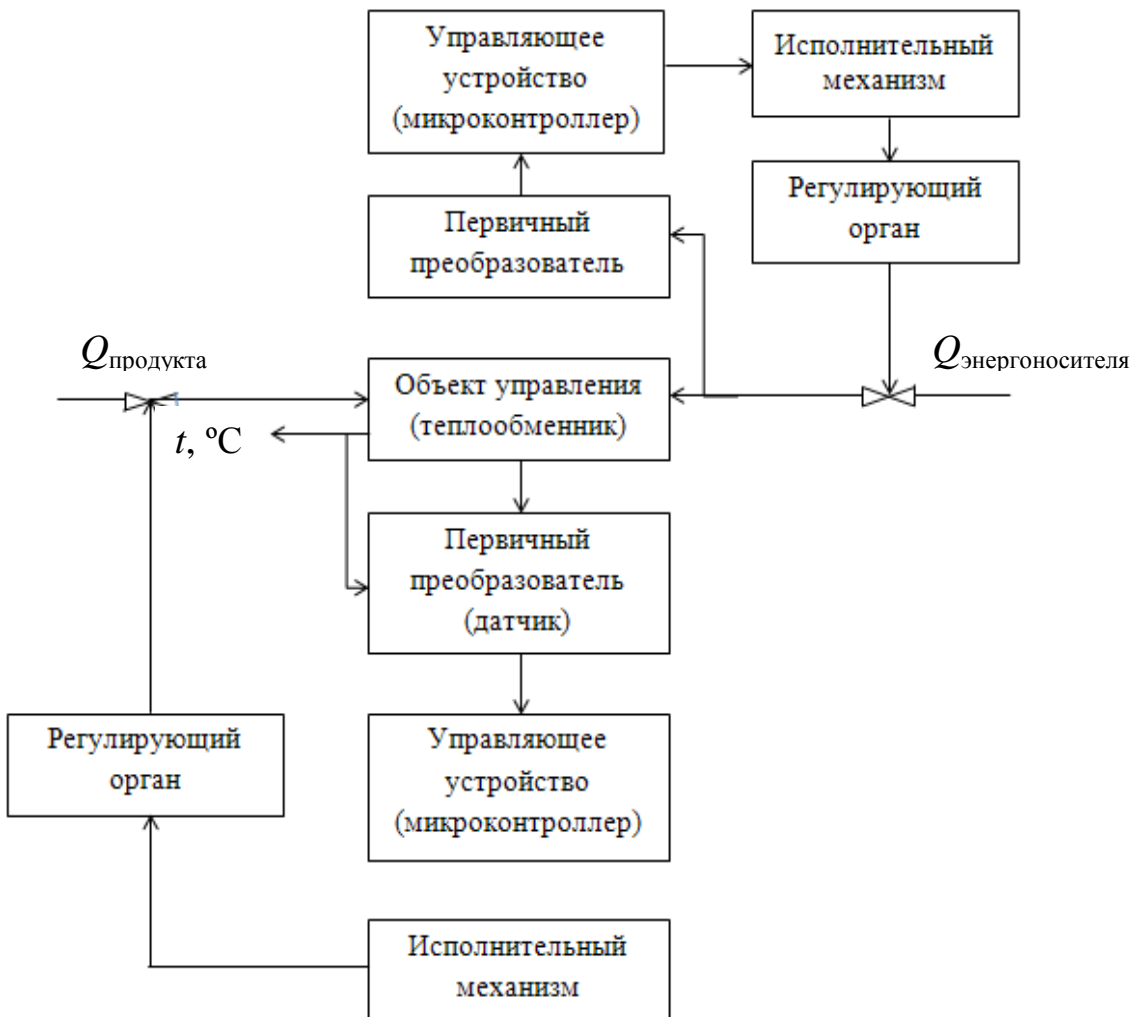 Управляющее
устройство
(микроконтроллер)
Исполнительный
механизм
Первичный
преобразователь
Регулирующий
орган
Qпродукта
Qэнергоносителя
Объект управления
(теплообменник)
t, ºC
Первичный
преобразователь
(датчик)
Регулирующий
орган
Управляющее
устройство
(микроконтроллер)
Исполнительный
механизм